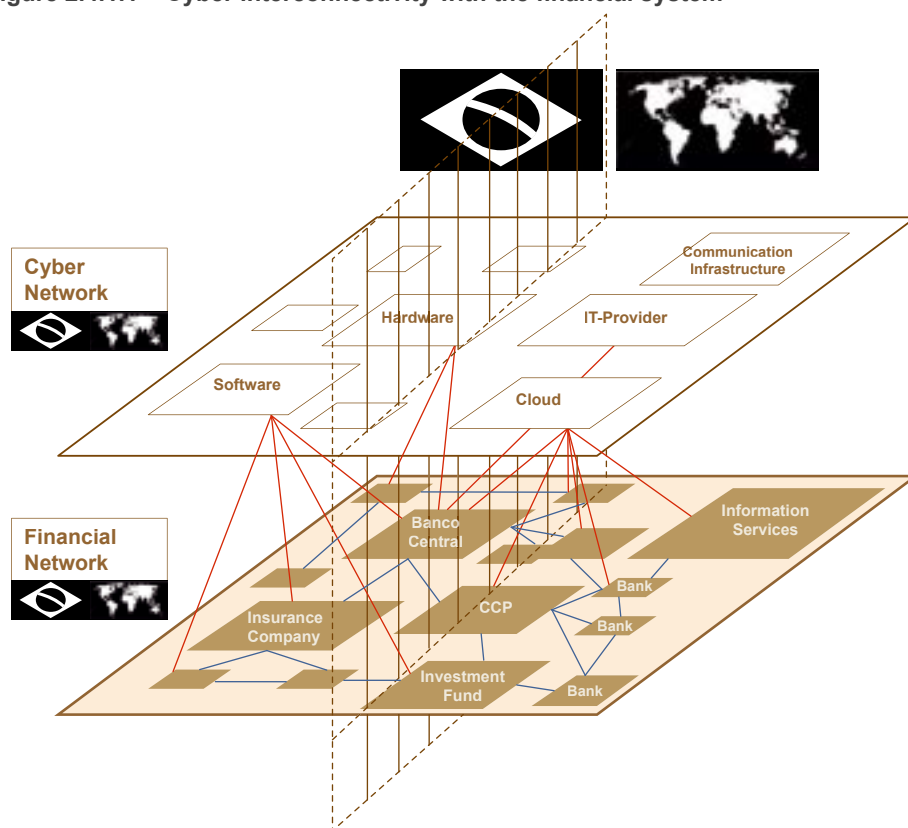 Cyber interconnectivity with the financial system
Cyber
Network
Communication
Infrastructure
Hardware
IT-Provider
Software
Cloud
Financial
Network
Banco
Central
Information
Services
Insurance
Company
CCP
Bank
Bank
Investment
Fund
Bank